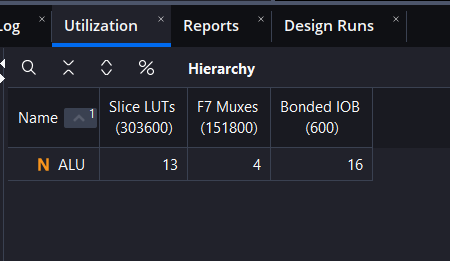 Log Utilization Reports Design Runs
Hierarchy
Name 1 Slice LUTs (303600) F7 Muxes (151800) Bonded IOB (600)
N ALU 13 4 16